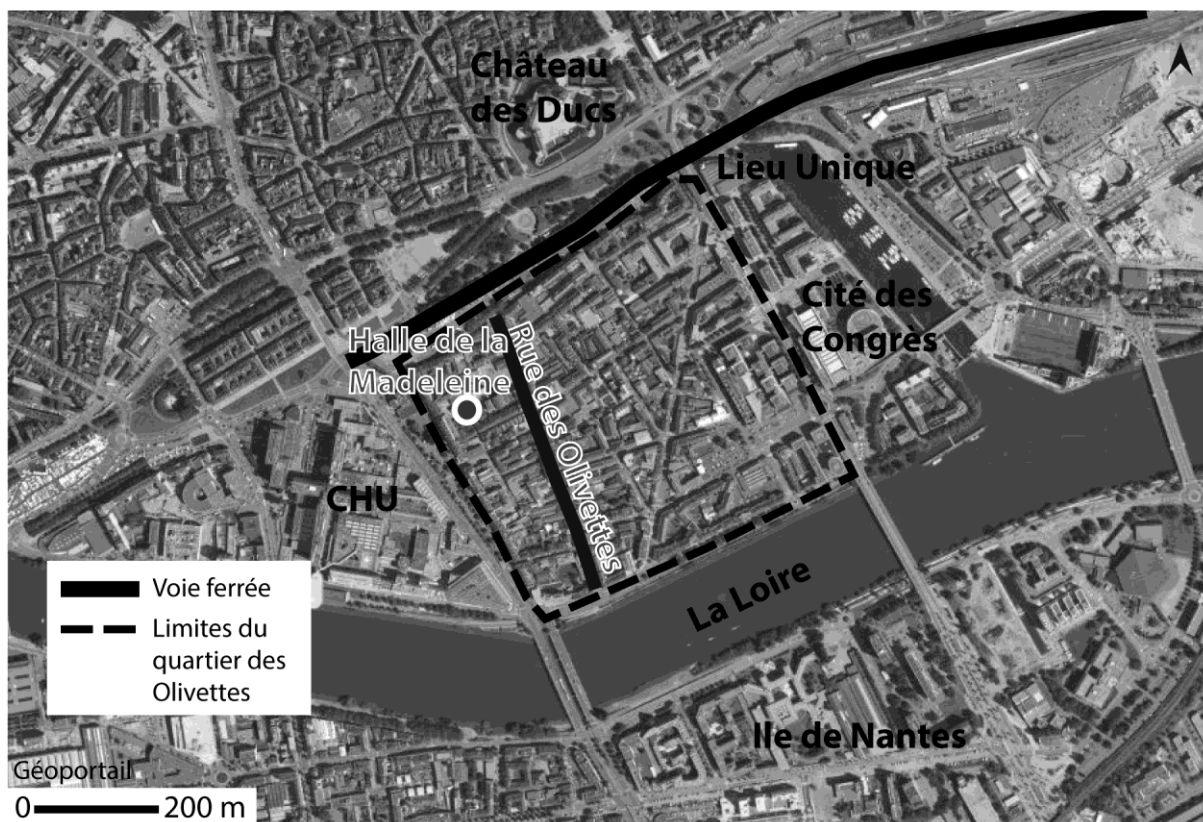 Château
des Ducs
Lieu Unique
Cité des
Congrès
Halle de la
Madeleine
Rue des Olivettes
CHU
La Loire
Ile de Nantes
Voie ferrée
Limites du
quartier des
Olivettes
Géoportail
0 200 m